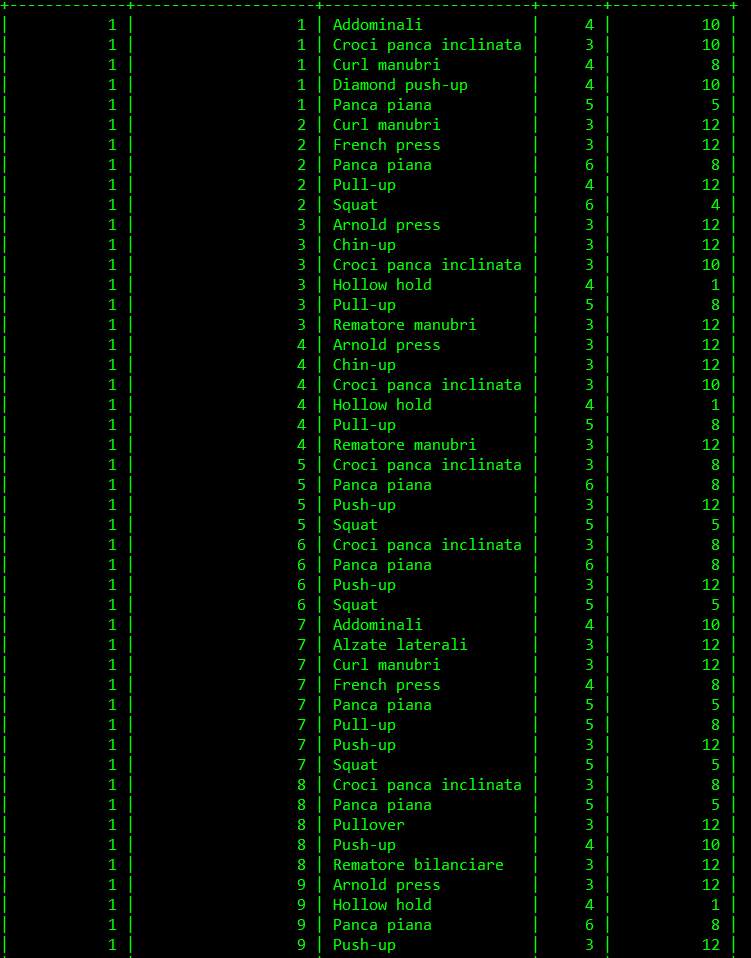 +-------------+--------------------+-----------------------+-------+-------------+
| 1 | 1 | Addominali | 4 | 10 |
| 1 | 1 | Croci panca inclinata | 3 | 10 |
| 1 | 1 | Curl manubri | 4 | 8 |
| 1 | 1 | Diamond push-up | 4 | 10 |
| 1 | 1 | Panca piana | 5 | 5 |
| 1 | 2 | Curl manubri | 3 | 12 |
| 1 | 2 | French press | 3 | 12 |
| 1 | 2 | Panca piana | 6 | 8 |
| 1 | 2 | Pull-up | 4 | 12 |
| 1 | 2 | Squat | 6 | 4 |
| 1 | 3 | Arnold press | 3 | 12 |
| 1 | 3 | Chin-up | 3 | 12 |
| 1 | 3 | Croci panca inclinata | 3 | 10 |
| 1 | 3 | Hollow hold | 4 | 1 |
| 1 | 3 | Pull-up | 5 | 8 |
| 1 | 3 | Rematore manubri | 3 | 12 |
| 1 | 4 | Arnold press | 3 | 12 |
| 1 | 4 | Chin-up | 3 | 12 |
| 1 | 4 | Croci panca inclinata | 3 | 10 |
| 1 | 4 | Hollow hold | 4 | 1 |
| 1 | 4 | Pull-up | 5 | 8 |
| 1 | 4 | Rematore manubri | 3 | 12 |
| 1 | 5 | Croci panca inclinata | 3 | 8 |
| 1 | 5 | Panca piana | 6 | 8 |
| 1 | 5 | Push-up | 3 | 12 |
| 1 | 5 | Squat | 5 | 5 |
| 1 | 6 | Croci panca inclinata | 3 | 8 |
| 1 | 6 | Panca piana | 6 | 8 |
| 1 | 6 | Push-up | 3 | 12 |
| 1 | 6 | Squat | 5 | 5 |
| 1 | 7 | Addominali | 4 | 10 |
| 1 | 7 | Alzate laterali | 3 | 12 |
| 1 | 7 | Curl manubri | 3 | 12 |
| 1 | 7 | French press | 4 | 8 |
| 1 | 7 | Panca piana | 5 | 5 |
| 1 | 7 | Pull-up | 5 | 8 |
| 1 | 7 | Push-up | 3 | 12 |
| 1 | 7 | Squat | 5 | 5 |
| 1 | 8 | Croci panca inclinata | 3 | 8 |
| 1 | 8 | Panca piana | 5 | 5 |
| 1 | 8 | Pullover | 3 | 12 |
| 1 | 8 | Push-up | 4 | 10 |
| 1 | 8 | Rematore bilanciare | 3 | 12 |
| 1 | 9 | Arnold press | 3 | 12 |
| 1 | 9 | Hollow hold | 4 | 1 |
| 1 | 9 | Panca piana | 6 | 8 |
| 1 | 9 | Push-up | 3 | 12 |